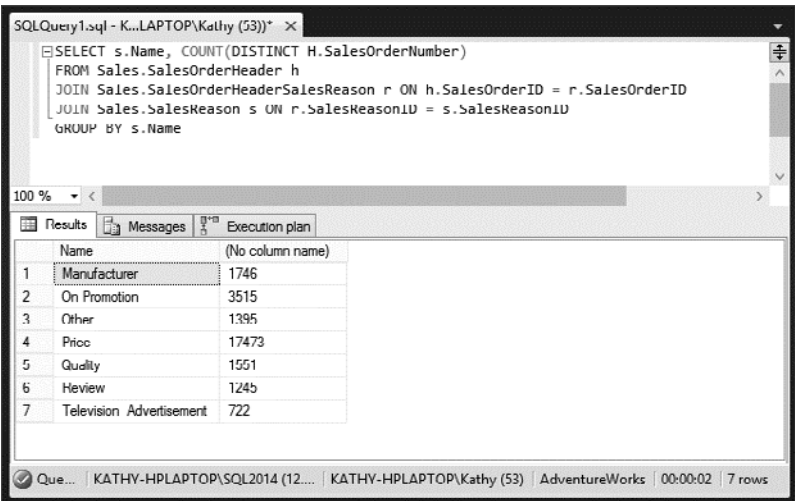 SQLQuery1.sql - K...LAPTOP\Kathy (53))*
SELECT s.Name, COUNT(DISTINCT H.SalesOrderNumber)
FROM Sales.SalesOrderHeader h
JOIN Sales.SalesOrderHeaderSalesReason r ON h.SalesOrderID = r.SalesOrderID
JOIN Sales.SalesReason s ON r.SalesReasonID = s.SalesReasonID
GROUP BY s.Name
100 %
Results Messages Execution plan
Name (No column name)
1 Manufacturer 1746
2 On Promotion 3515
3 Other 1395
4 Price 17473
5 Quality 1551
6 Review 1245
7 Television Advertisement 722
Que... KATHY-HPLAPTOP\SQL2014 (12.... KATHY-HPLAPTOP\Kathy (53) AdventureWorks 00:00:02 7 rows